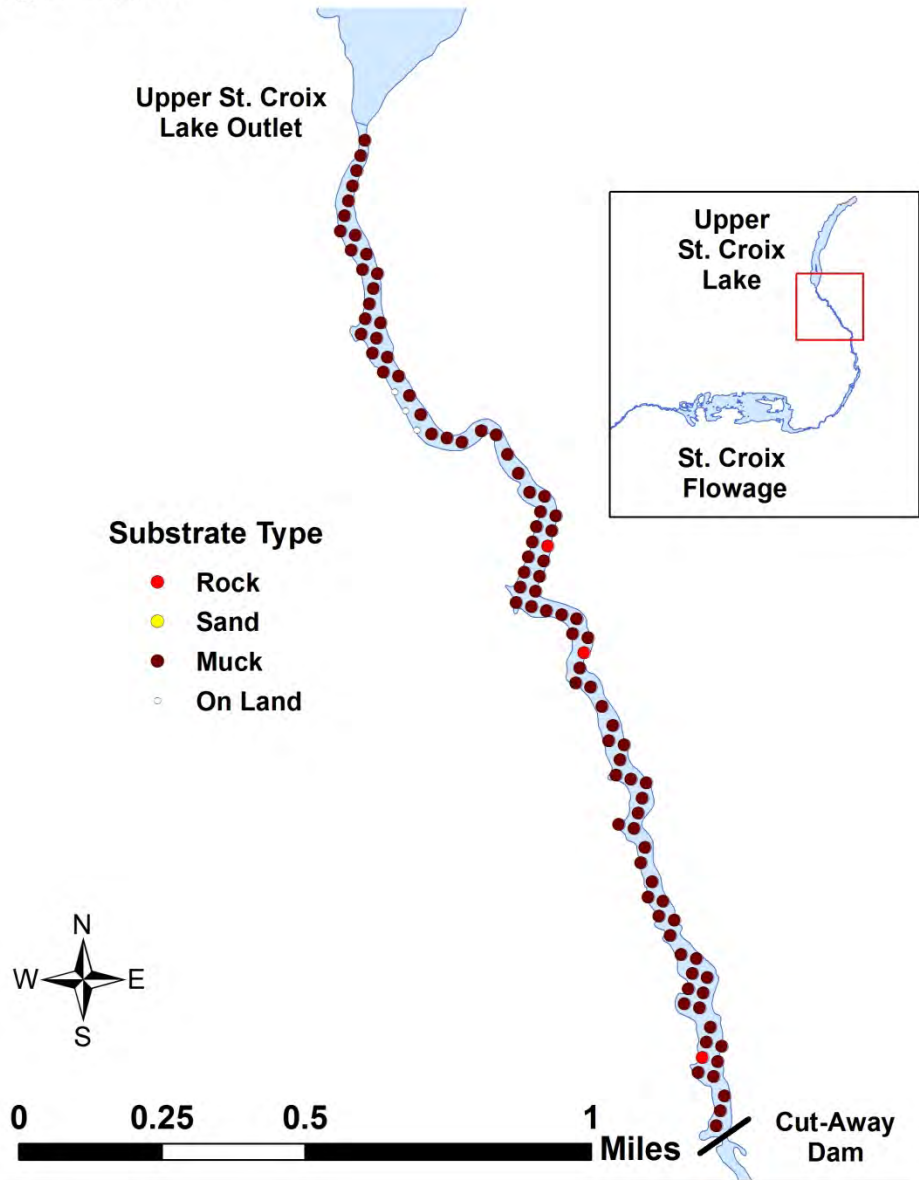 Upper St. Croix
Lake Outlet
Upper
St. Croix
Lake
St. Croix
Flowage
Substrate Type
Rock
Sand
Muck
On Land
N
W E
S
0 0.25 0.5 1
Miles
Cut-Away
Dam